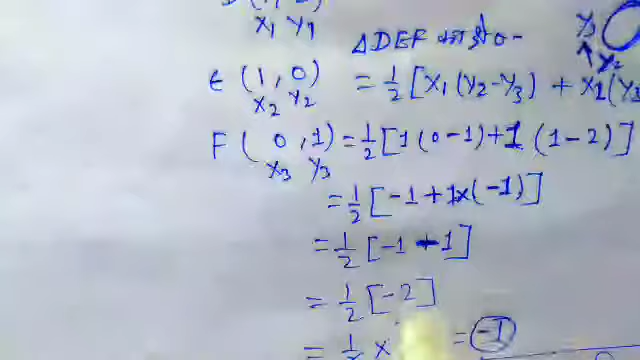 X₁ Y₁
ΔDEF
Y₃
Y₂
E (1, 0) = 1/2 [X₁ (Y₂-Y₃) + X₂(Y₃
X₂ Y₂
F ( 0, 1) = 1/2 [1 (0-1)+1 (1-2)]
X₃ Y₃
= 1/2 [-1+1x(-1)]
= 1/2 [-1-1]
= 1/2 [-2]
= 1/2 x = -1